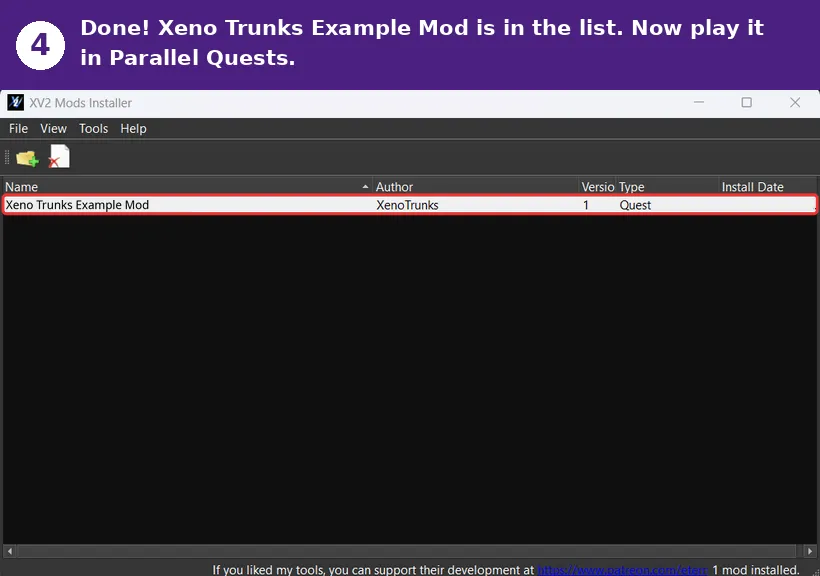 4
Done! Xeno Trunks Example Mod is in the list. Now play it
in Parallel Quests.
XV2 Mods Installer
File View Tools Help
Name Author Versio Type Install Date
Xeno Trunks Example Mod XenoTrunks 1 Quest
If you liked my tools, you can support their development at https://www.patreon.com/etern 1 mod installed.